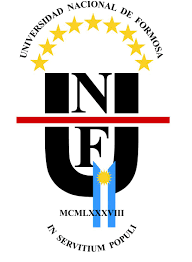 UNIVERSIDAD NACIONAL DE FORMOSA
N
U
F
MCMLXXXVIII
IN SERVITIUM POPULI